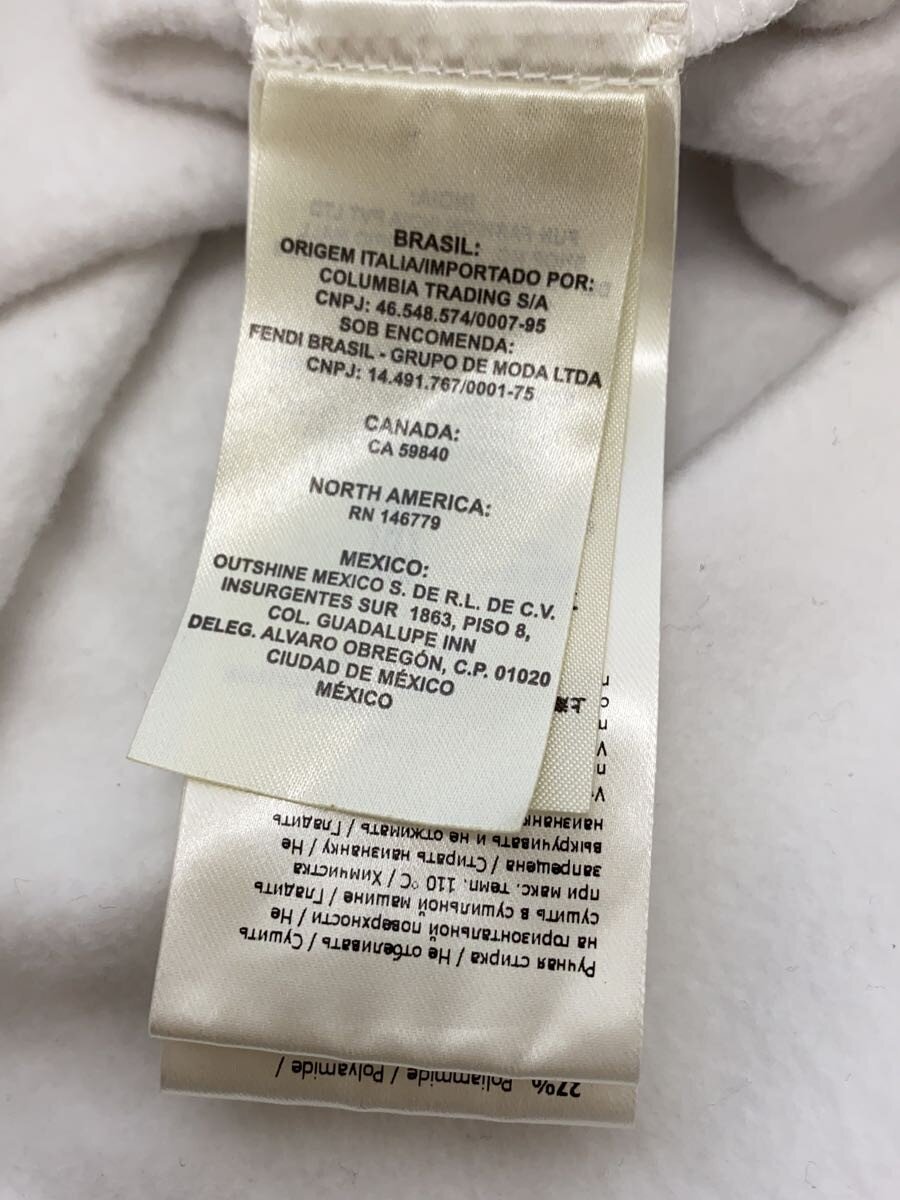 BRASIL:
ORIGEM ITALIA/IMPORTADO POR:
COLUMBIA TRADING S/A
CNPJ: 46.548.574/0007-95
SOB ENCOMENDA:
FENDI BRASIL - GRUPO DE MODA LTDA
CNPJ: 14.491.767/0001-75
CANADA:
CA 59840
NORTH AMERICA:
RN 146779
MEXICO:
OUTSHINE MEXICO S. DE R.L. DE C.V.
INSURGENTES SUR 1863, PISO 8,
COL. GUADALUPE INN
DELEG. ALVARO OBREGÓN, C.P. 01020
CIUDAD DE MÉXICO
MÉXICO
Ручная стирка / Не отбеливать / Сушить
на горизонтальной поверхности / Не
сушить в сушильной машине / Гладить
при макс. темп. 110 °C / Химчистка
запрещена / Стирать наизнанку / Не
выкручивать и не отжимать / Гладить
наизнанк
27% Poliammide / Polyamide /